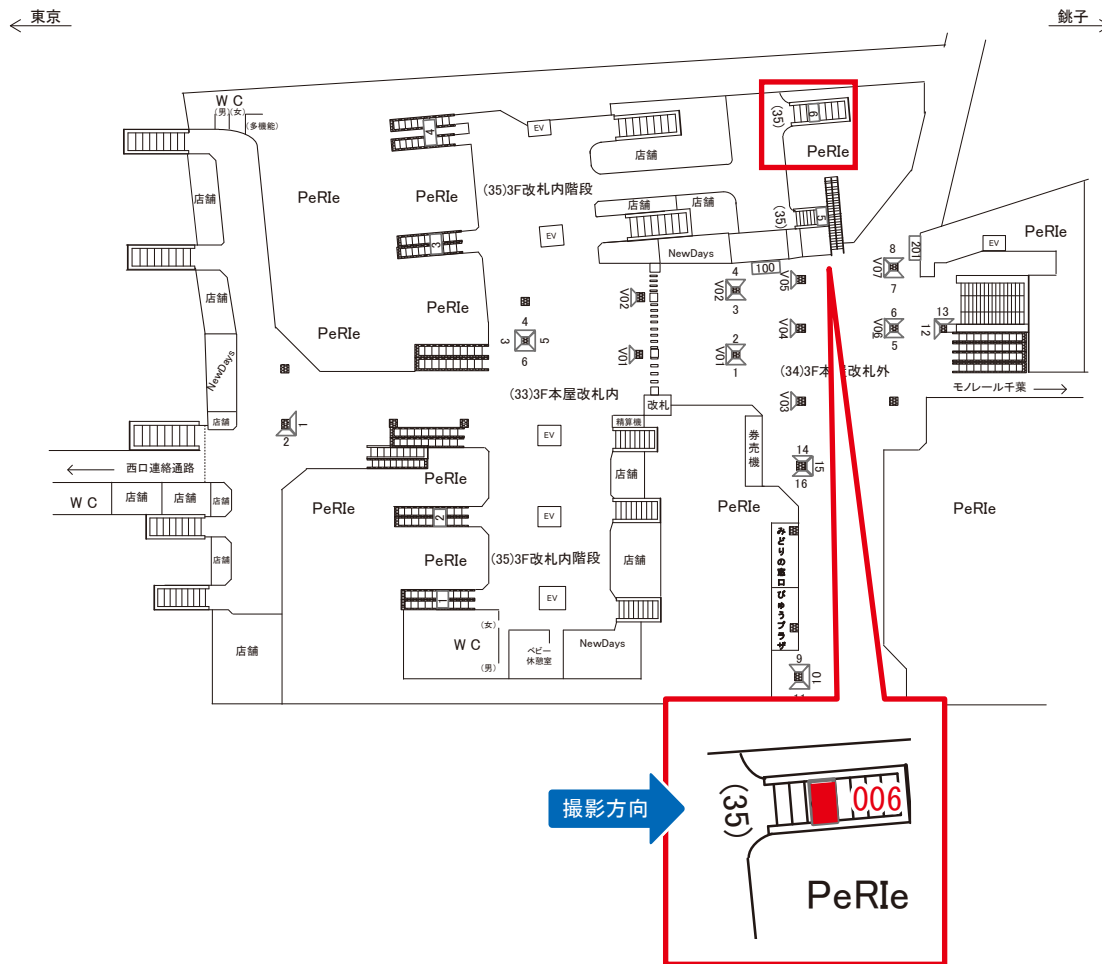 東京
銚子
WC
(男)(女)
(多機能)
4
EV
6
(35)
店舗
PeRIe
PeRIe
PeRIe
(35)3F改札内階段
店舗
店舗
店舗
(35)
5
PeRIe
3
EV
NewDays
100
8
V07
7
201
EV
店舗
PeRIe
PeRIe
V02
4
V02
3
V05
4
3
5
6
V01
2
V01
1
V04
6
V06
5
13
12
NewDays
(33)3F本屋改札内
(34)3F本屋改札外
モノレール千葉
改札
V03
店舗
1
2
精算機
EV
券売機
14
15
16
西口連絡通路
店舗
PeRIe
WC
店舗
店舗
店舗
PeRIe
PeRIe
PeRIe
2
EV
みどりの窓口
店舗
PeRIe
(35)3F改札内階段
店舗
1
EV
びゅうプラザ
店舗
WC
(女)
(男)
ベビー
休憩室
NewDays
9
10
撮影方向
(35)
006
PeRIe